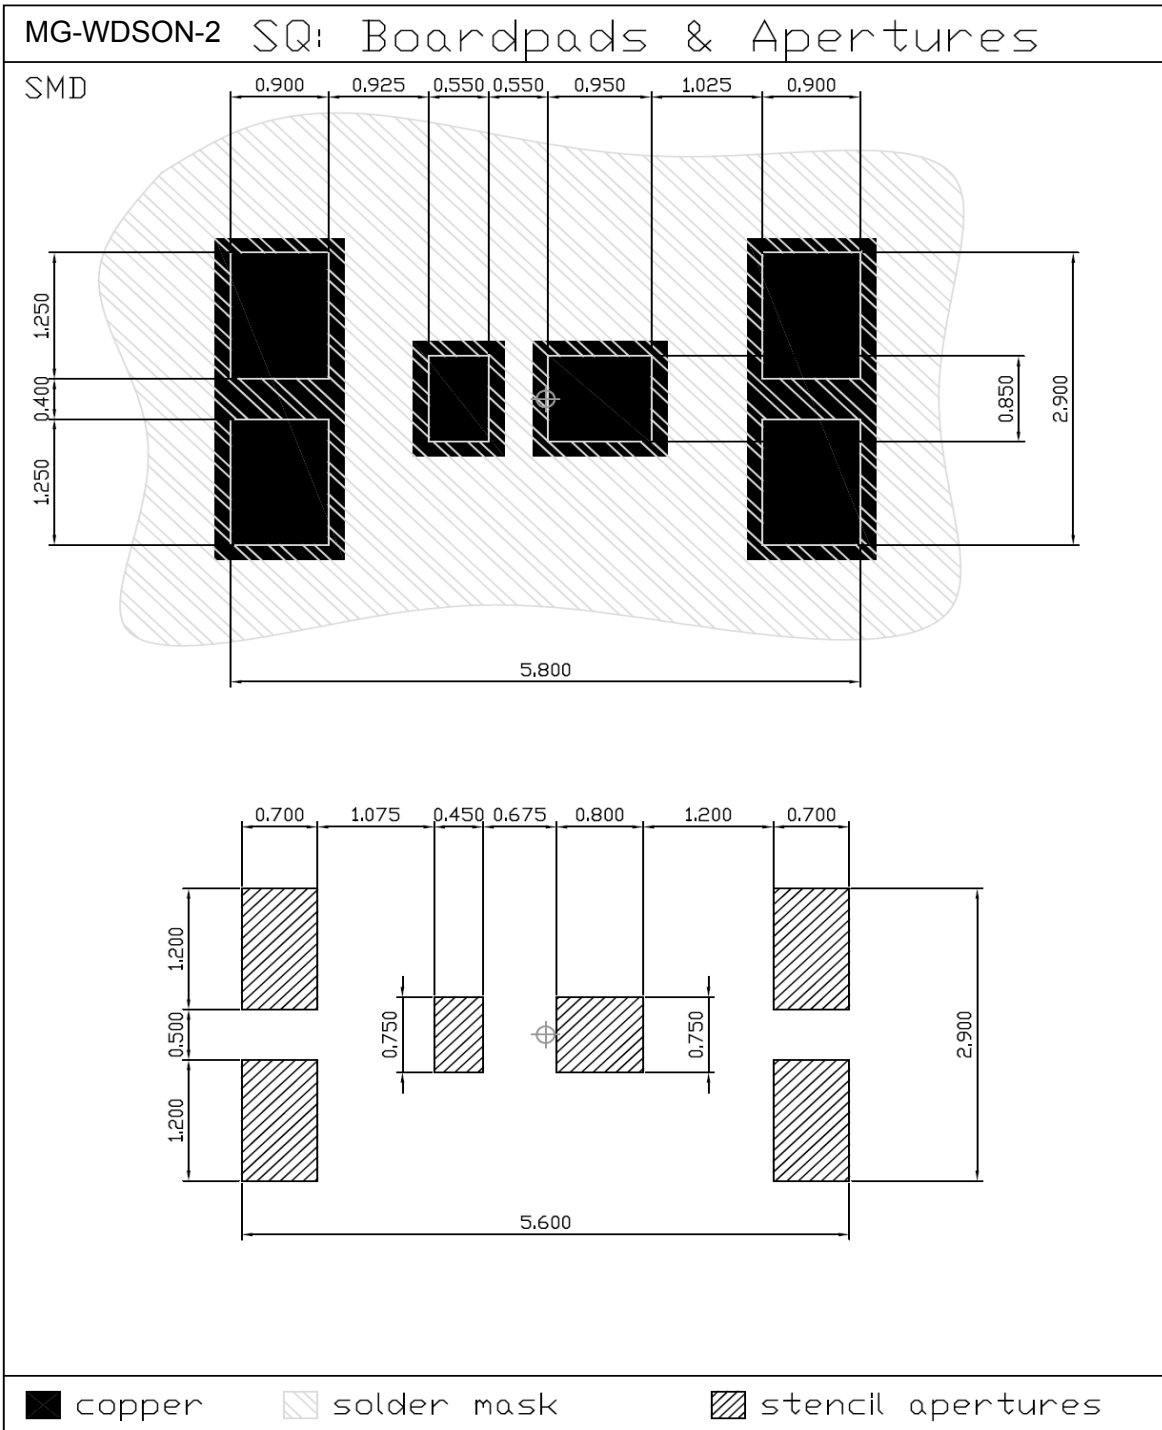 MG-WDSON-2 SQ: Boardpads & Apertures
SMD
0.900 0.925 0.550 0.550 0.950 1.025 0.900
1.250
0.400
1.250
0.850
2.900
5.800
0.700 1.075 0.450 0.675 0.800 1.200 0.700
1.200
0.500
1.200
0.750
0.750
2.900
5.600
copper solder mask stencil apertures